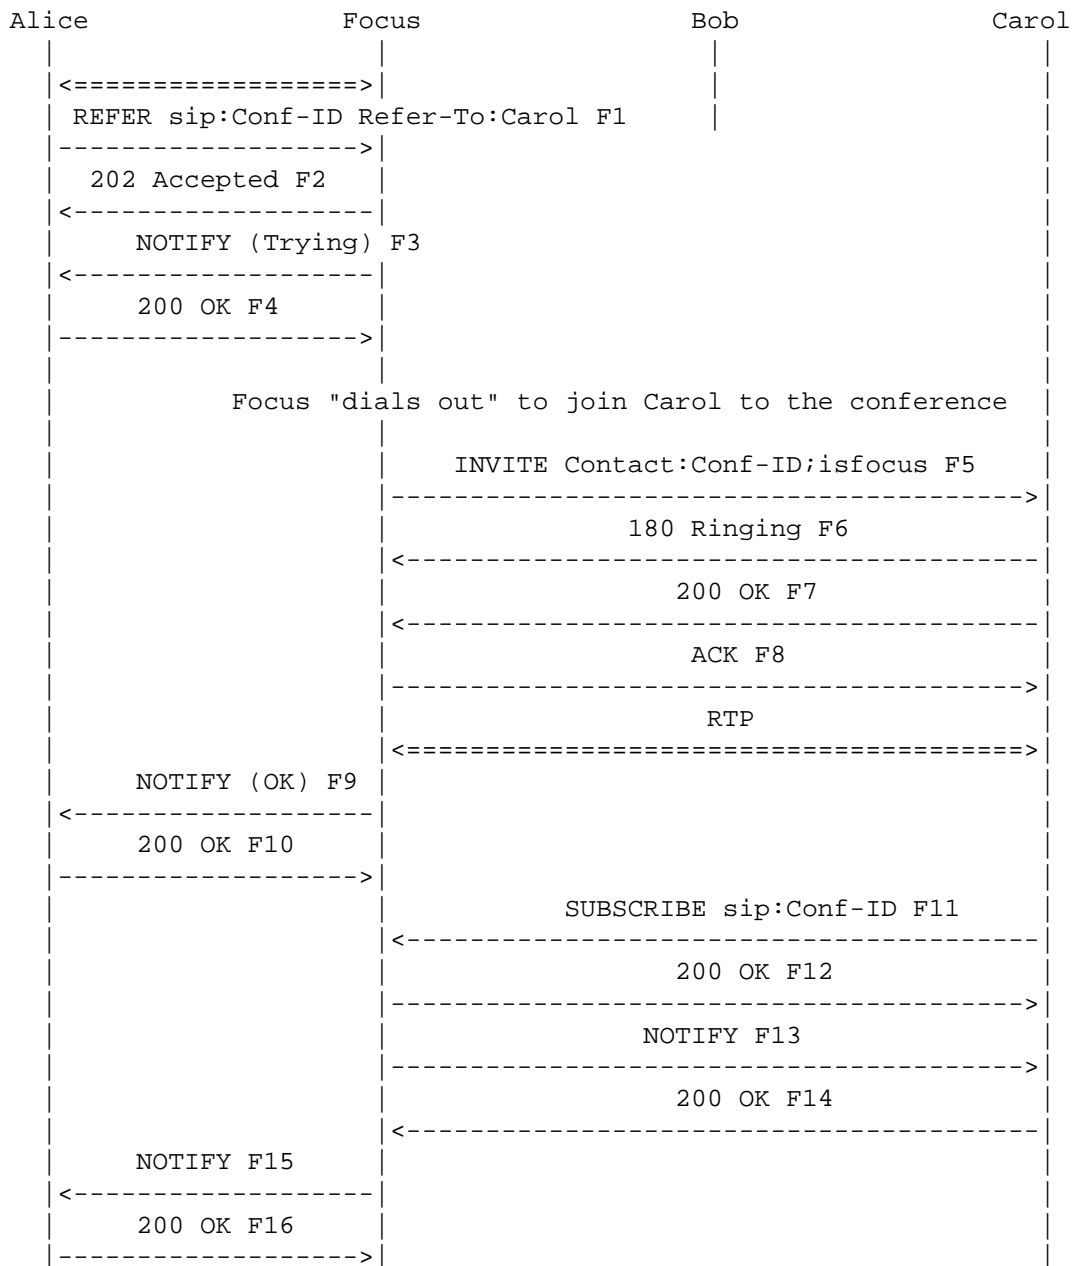 Alice Focus Bob Carol
REFER sip:Conf-ID Refer-To:Carol F1
202 Accepted F2
NOTIFY (Trying) F3
200 OK F4
Focus "dials out" to join Carol to the conference
INVITE Contact:Conf-ID;isfocus F5
180 Ringing F6
200 OK F7
ACK F8
RTP
NOTIFY (OK) F9
200 OK F10
SUBSCRIBE sip:Conf-ID F11
200 OK F12
NOTIFY F13
200 OK F14
NOTIFY F15
200 OK F16